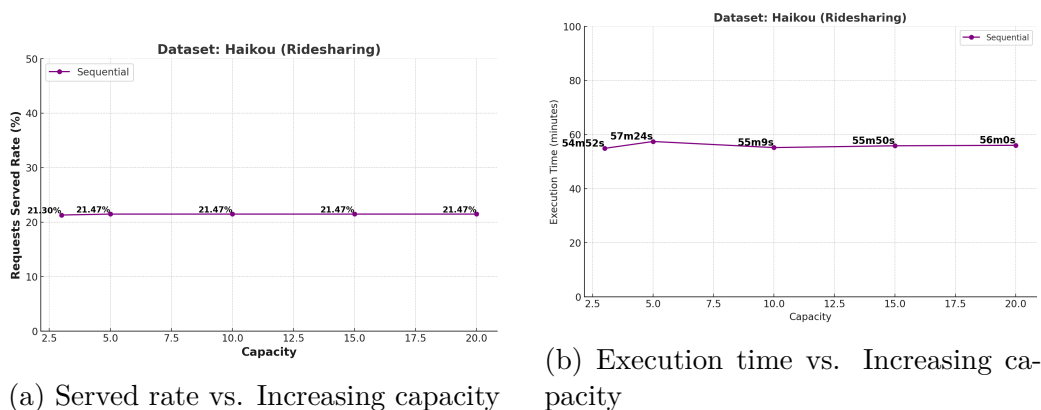 Dataset: Haikou (Ridesharing)
Sequential
Requests Served Rate (%)
50
40
30
20
10
0
21.30%
21.47%
21.47%
21.47%
21.47%
2.5
5.0
7.5
10.0
12.5
15.0
17.5
20.0
Capacity
(a) Served rate vs. Increasing capacity
Dataset: Haikou (Ridesharing)
Sequential
Execution Time (minutes)
100
80
60
40
20
0
54m52s
57m24s
55m9s
55m50s
56m0s
2.5
5.0
7.5
10.0
12.5
15.0
17.5
20.0
Capacity
(b) Execution time vs. Increasing ca-
pacity